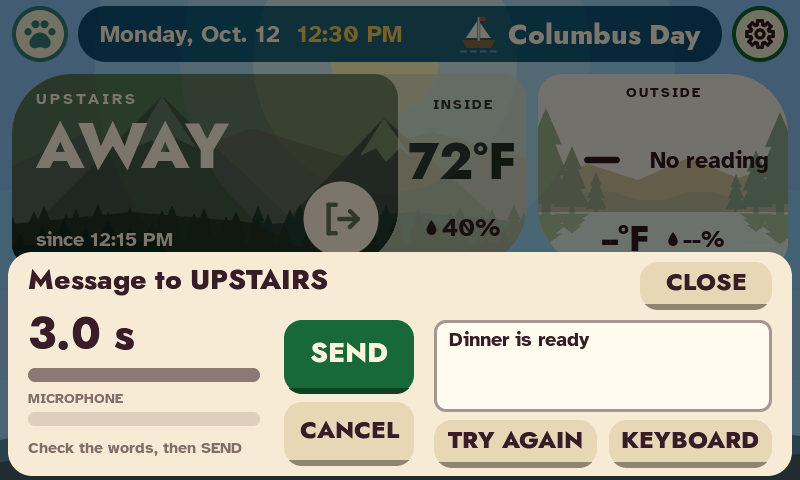 Monday, Oct. 12 12:30 PM Columbus Day
UPSTAIRS
AWAY
since 12:15 PM
INSIDE
72°F
40%
OUTSIDE
— No reading
--°F --%
Message to UPSTAIRS
CLOSE
3.0 s
MICROPHONE
Check the words, then SEND
SEND
CANCEL
Dinner is ready
TRY AGAIN
KEYBOARD